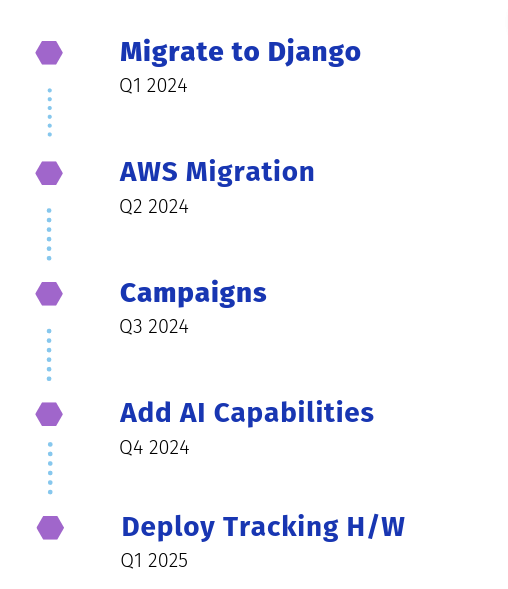 Migrate to Django
Q1 2024
AWS Migration
Q2 2024
Campaigns
Q3 2024
Add AI Capabilities
Q4 2024
Deploy Tracking H/W
Q1 2025